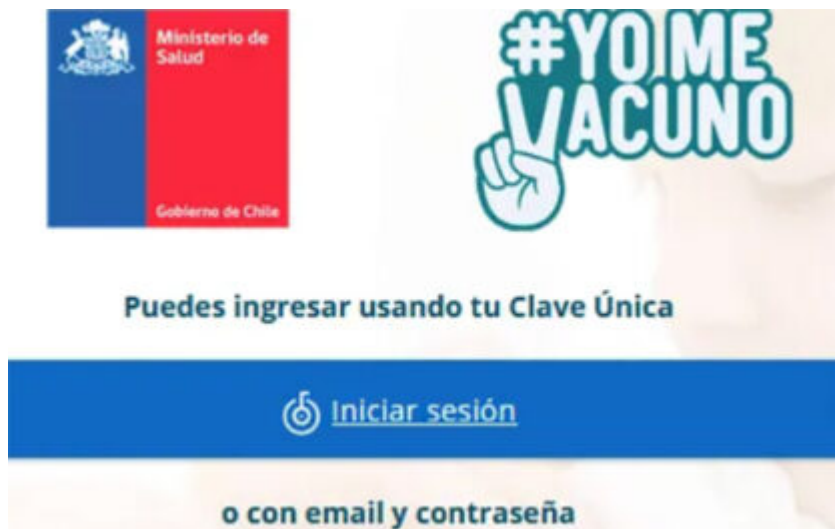 Ministerio de
Salud
Gobierno de Chile
#YO ME
VACUNO
Puedes ingresar usando tu Clave Única
Iniciar sesión
o con email y contraseña